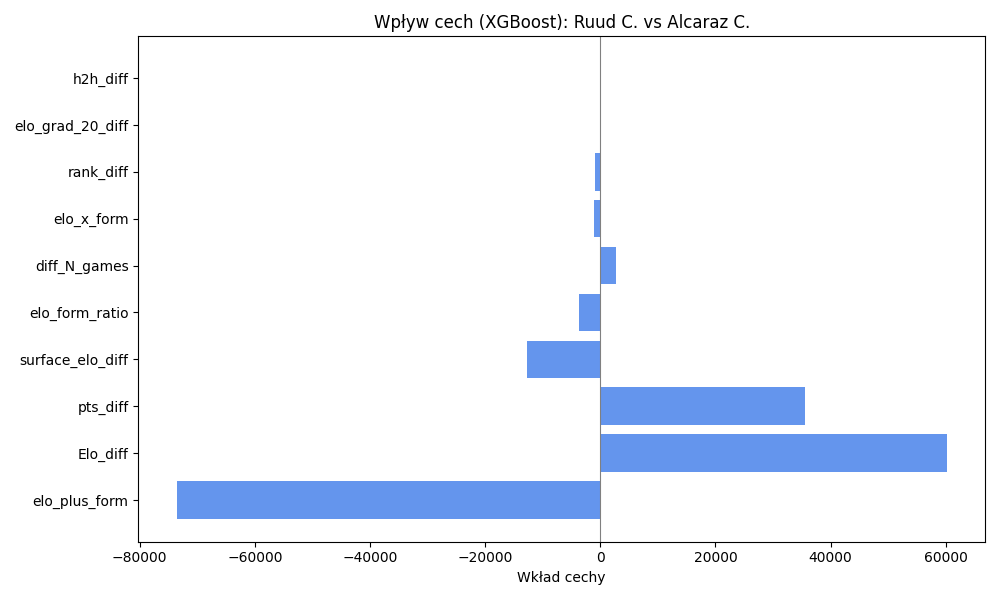 Wpływ cech (XGBoost): Ruud C. vs Alcaraz C.
h2h_diff
elo_grad_20_diff
rank_diff
elo_x_form
diff_N_games
elo_form_ratio
surface_elo_diff
pts_diff
Elo_diff
elo_plus_form
−80000 −60000 −40000 −20000 0 20000 40000 60000
Wkład cechy